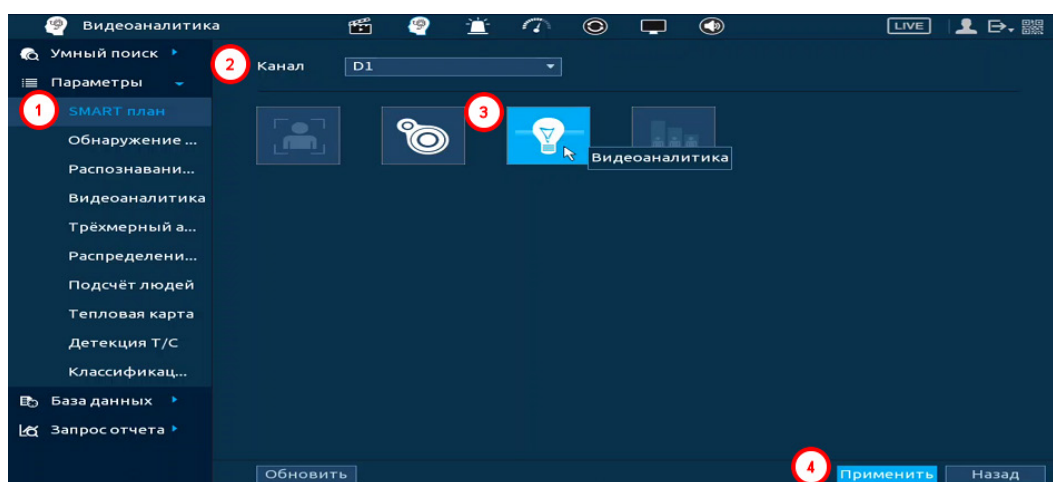 Видеоаналитика
LIVE
Умный поиск
Параметры
1
SMART план
Обнаружение ...
Распознавани...
Видеоаналитика
Трёхмерный а...
Распределени...
Подсчёт людей
Тепловая карта
Детекция Т/С
Классификац...
База данных
Запрос отчета
2
Канал
D1
3
Видеоаналитика
Обновить
4
Применить
Назад